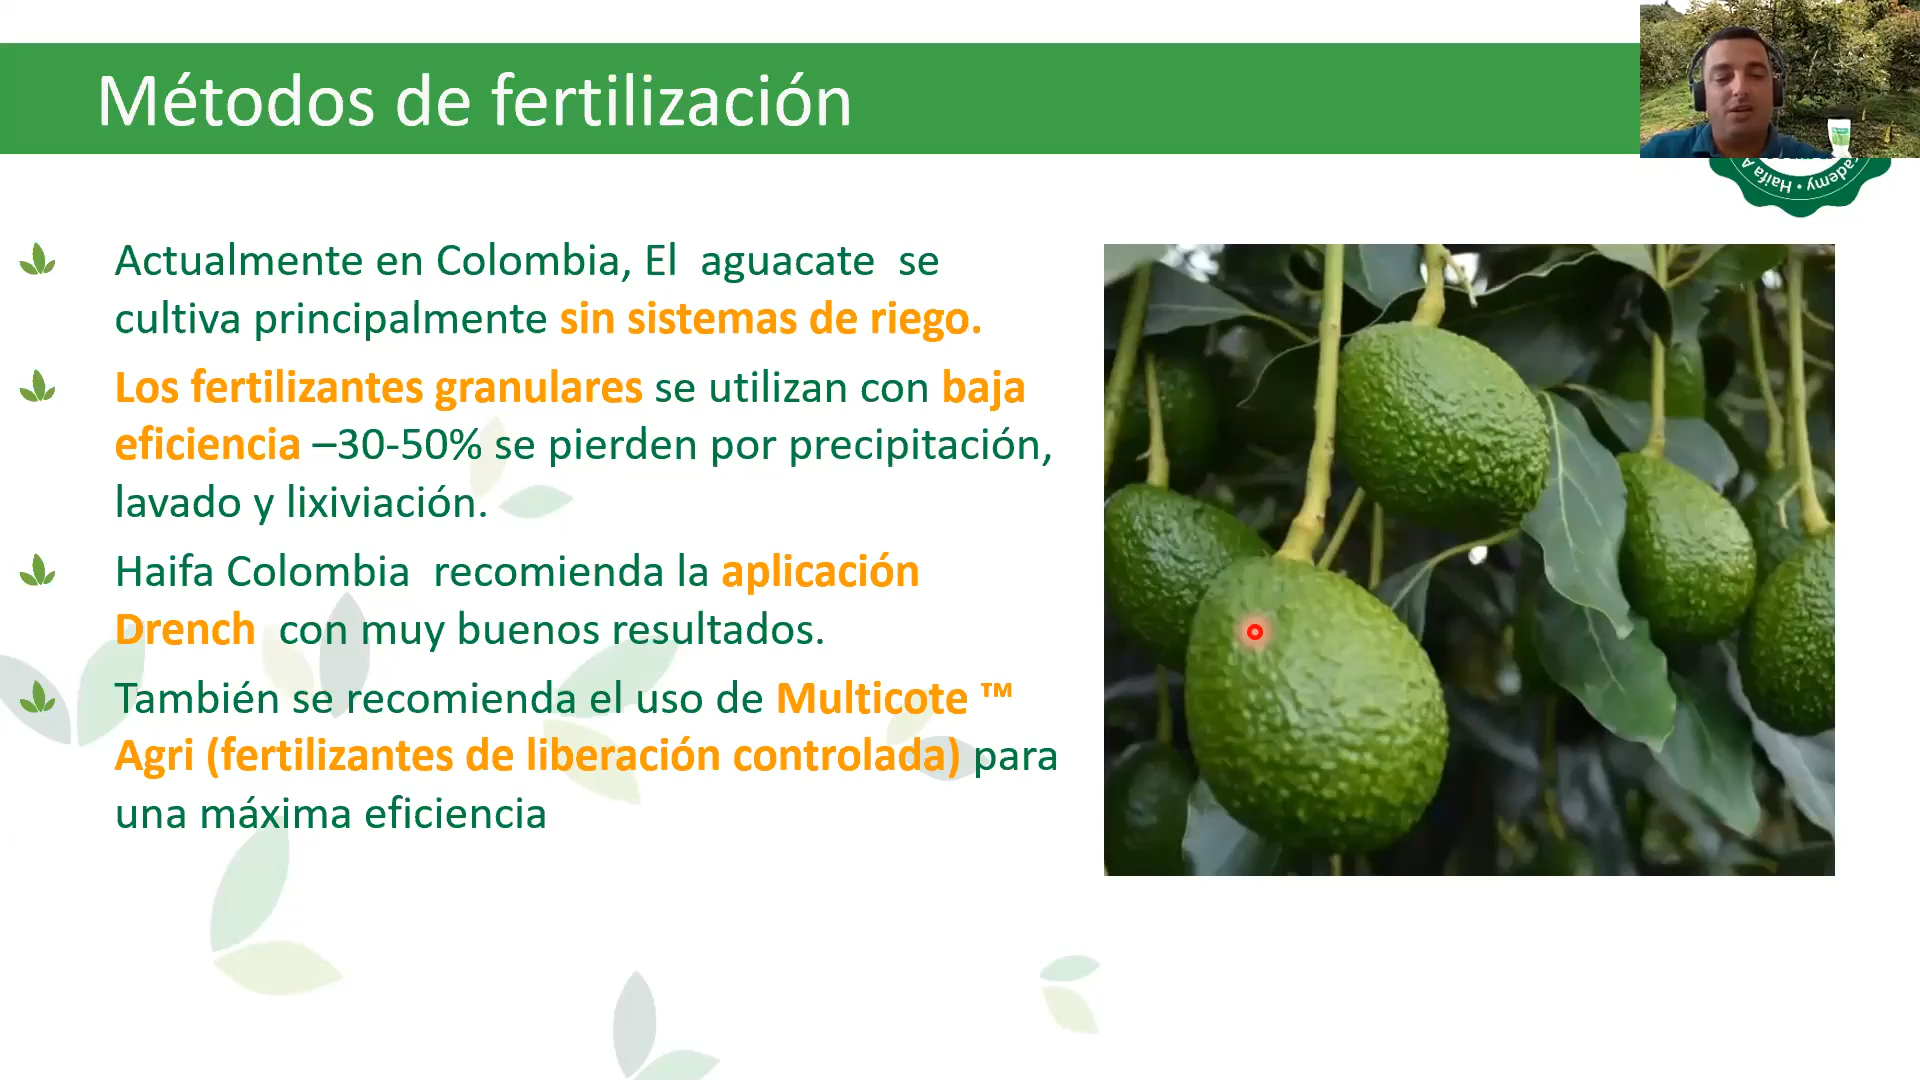 Métodos de fertilización
ademy • Haifa A
Actualmente en Colombia, El aguacate se
cultiva principalmente sin sistemas de riego.
Los fertilizantes granulares se utilizan con baja
eficiencia –30-50% se pierden por precipitación,
lavado y lixiviación.
Haifa Colombia recomienda la aplicación
Drench con muy buenos resultados.
También se recomienda el uso de Multicote ™
Agri (fertilizantes de liberación controlada) para
una máxima eficiencia